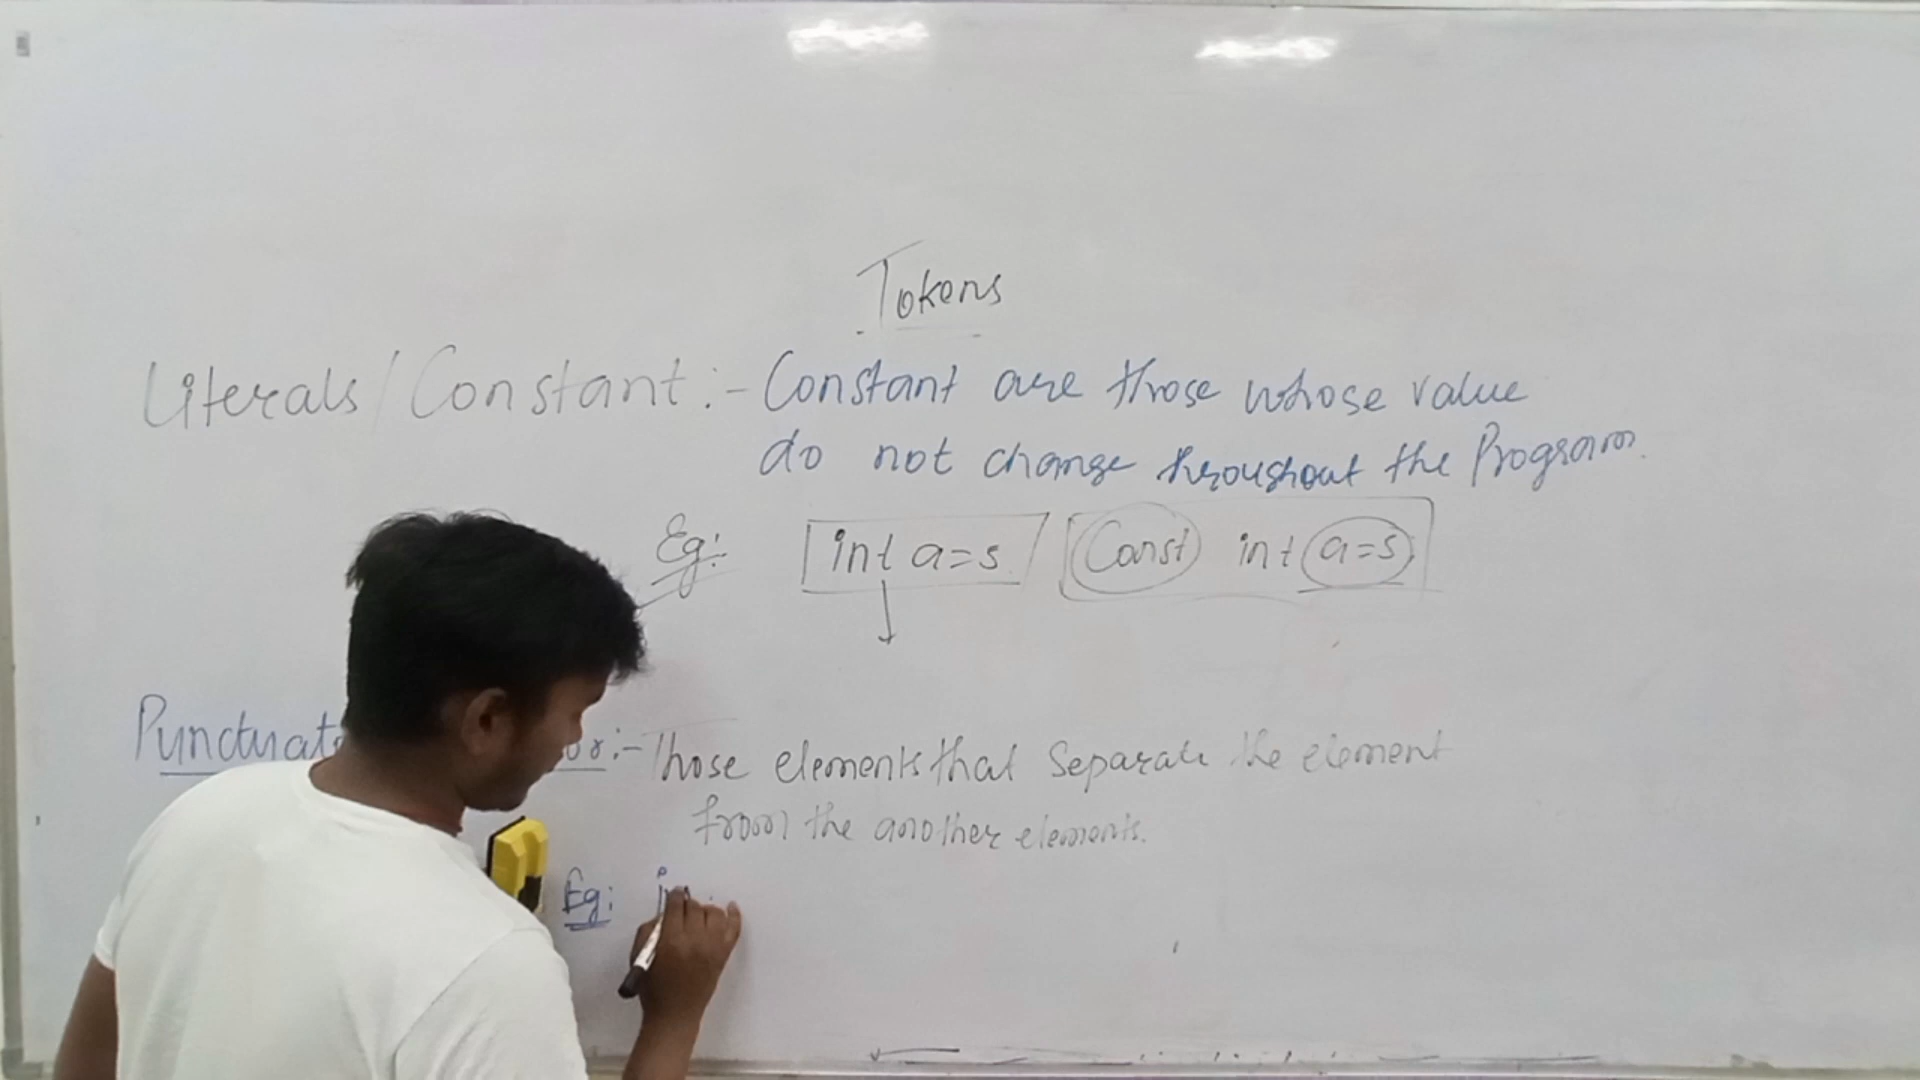 Tokens
Literals/Constant:- Constant are those whose value
do not change throughout the Program.
Eg: int a=5 Const int a=5
:- Those elements that Separate the element
from the another elements.
Eg: